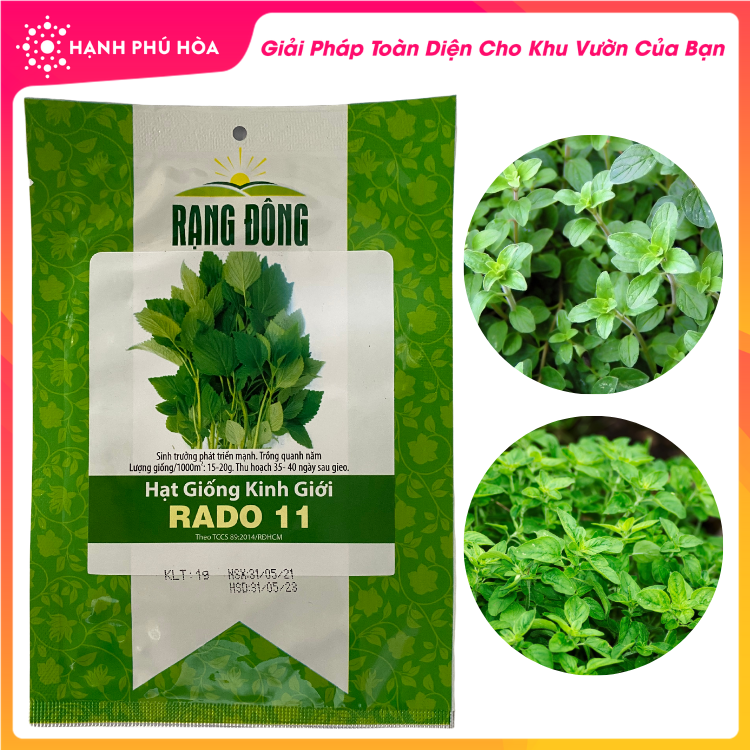 HẠNH PHÚ HÒA
Giải Pháp Toàn Diện Cho Khu Vườn Của Bạn
RẠNG ĐÔNG
Sinh trưởng phát triển mạnh. Trồng quanh năm
Lượng giống/1000m²: 15-20g. Thu hoạch 35- 40 ngày sau gieo.
Hạt Giống Kinh Giới
RADO 11
Theo TCCS 89:2014/RĐHCM
KLT: 1g NSX:31/05/21
HSD:31/05/23